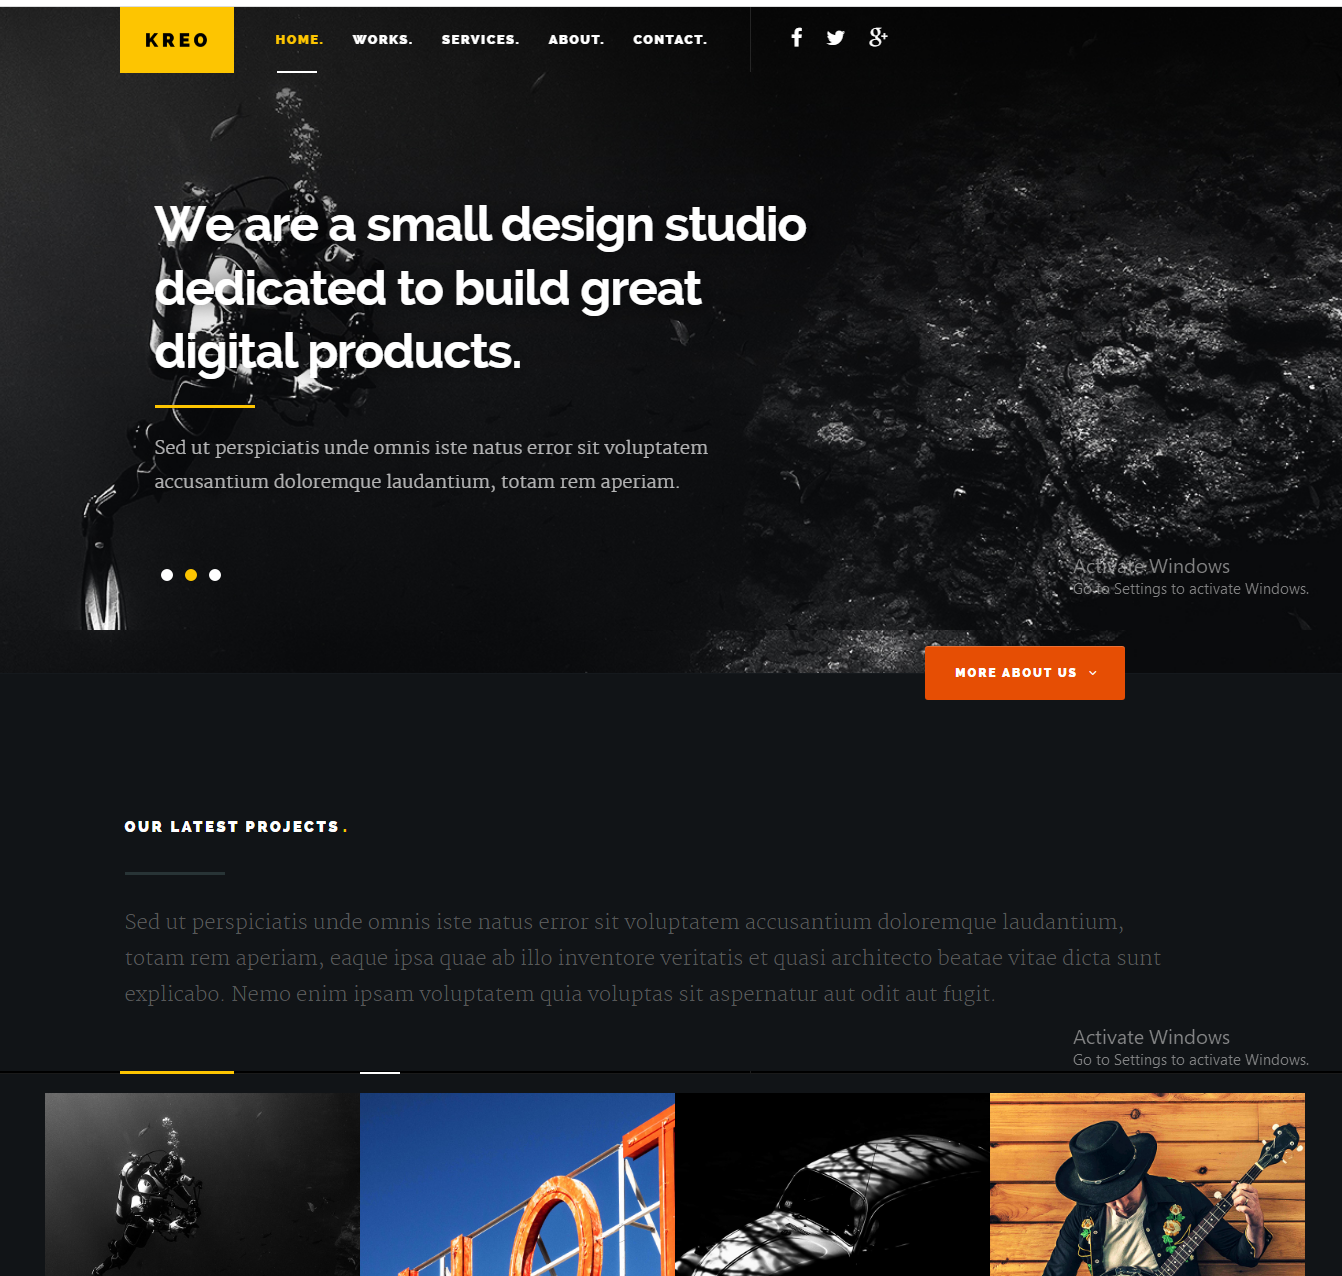 KREO
HOME.
WORKS.
SERVICES.
ABOUT.
CONTACT.
We are a small design studio
dedicated to build great
digital products.
Sed ut perspiciatis unde omnis iste natus error sit voluptatem
accusantium doloremque laudantium, totam rem aperiam.
Activate Windows
Go to Settings to activate Windows.
MORE ABOUT US
OUR LATEST PROJECTS.
Sed ut perspiciatis unde omnis iste natus error sit voluptatem accusantium doloremque laudantium,
totam rem aperiam, eaque ipsa quae ab illo inventore veritatis et quasi architecto beatae vitae dicta sunt
explicabo. Nemo enim ipsam voluptatem quia voluptas sit aspernatur aut odit aut fugit.
Activate Windows
Go to Settings to activate Windows.